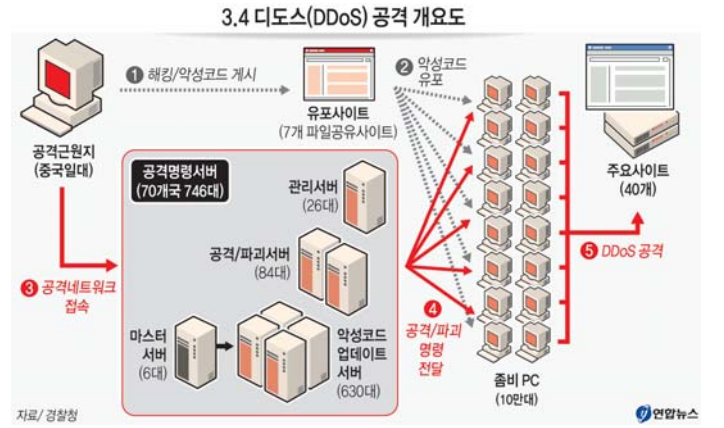 3.4 디도스(DDoS) 공격 개요도
1 해킹/악성코드 게시
2 악성코드
유포
유포사이트
(7개 파일공유사이트)
공격근원지
(중국일대)
주요사이트
(40개)
공격명령서버
(70개국 746대)
관리서버
(26대)
공격/파괴서버
(84대)
3 공격네트워크
접속
마스터
서버
(6대)
악성코드
업데이트
서버
(630대)
4
공격/파괴
명령
전달
5 DDoS 공격
좀비 PC
(10만대)
자료/ 경찰청
연합뉴스